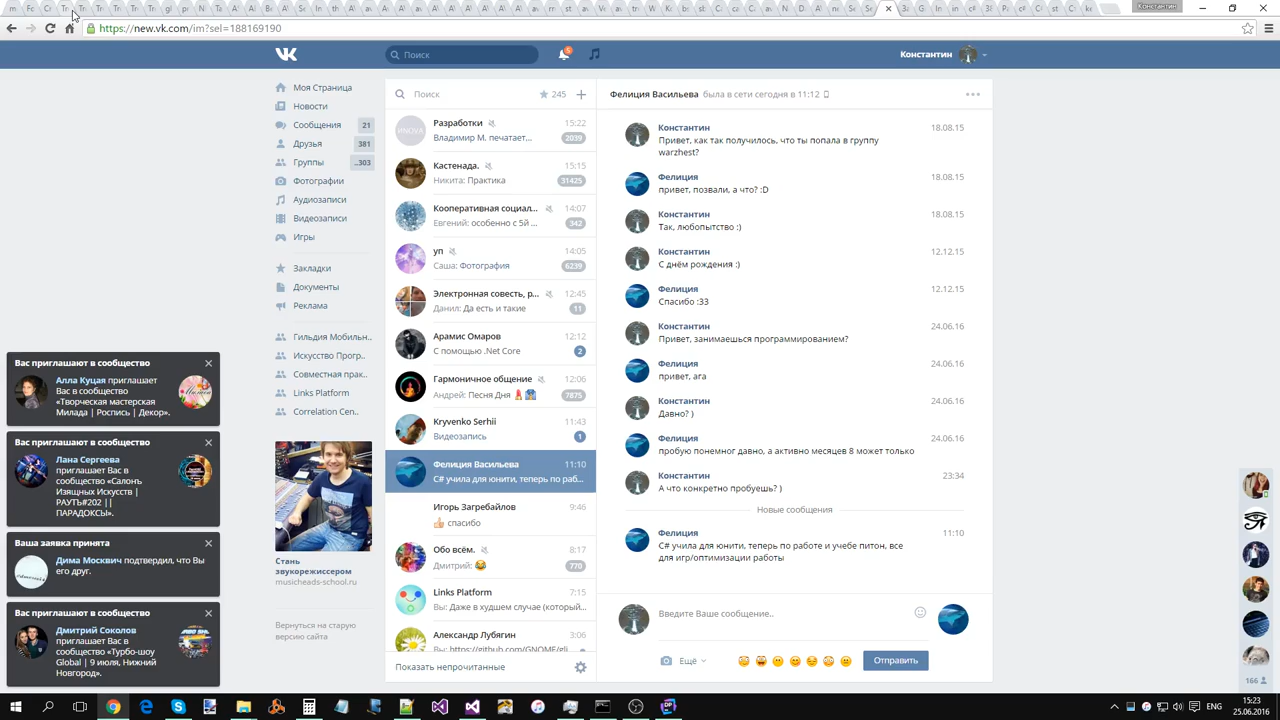 Константин
https://new.vk.com/im?sel=188169190
Поиск
5
Константин
Моя Страница
Новости
Сообщения 21
Друзья 381
Группы ..303
Фотографии
Аудиозаписи
Видеозаписи
Игры
Закладки
Документы
Реклама
Гильдия Мобильн..
Искусство Прогр..
Совместная прак..
Links Platform
Correlation Cen..
Стань
звукорежиссером
musicheads-school.ru
Вернуться на старую
версию сайта
Поиск 245
Разработки 15:22
Владимир М. печатает... 2039
Кастенада. 15:15
Никита: Практика 31425
Кооперативная социал... 14:07
Евгений: особенно с 5й ... 342
уп 14:05
Саша: Фотография 6239
Электронная совесть, р... 12:45
Данил: Да есть и такие 11
Арамис Омаров 12:12
С помощью .Net Core 2
Гармоничное общение 12:06
Андрей: Песня Дня 7875
Kryvenko Serhii 11:43
Видеозапись 1
Фелиция Васильева 11:10
C# учила для юнити, теперь по раб...
Игорь Загребайлов 9:46
спасибо
Обо всём. 8:17
Дмитрий: 770
Links Platform 7:15
Вы: Даже в худшем случае (который...
Александр Лубягин 3:06
Вы: https://github.com/GNOME/gli...
Показать непрочитанные
Фелиция Васильева была в сети сегодня в 11:12
Константин 18.08.15
Привет, как так получилось, что ты попала в группу
warzhest?
Фелиция 18.08.15
привет, позвали, а что? :D
Константин 18.08.15
Так, любопытство :)
Константин 12.12.15
С днём рождения :)
Фелиция 12.12.15
Спасибо :33
Константин 24.06.16
Привет, занимаешься программированием?
Фелиция 24.06.16
привет, ага
Константин 24.06.16
Давно? )
Фелиция 24.06.16
пробую понемног давно, а активно месяцев 8 может только
Константин 23:34
А что конкретно пробуешь? )
Новые сообщения
Фелиция 11:10
C# учила для юнити, теперь по работе и учебе питон, все
для игр/оптимизации работы
Введите Ваше сообщение..
Ещё
Отправить
Вас приглашают в сообщество
Алла Куцая приглашает
Вас в сообщество
«Творческая мастерская
Милада | Роспись | Декор».
Вас приглашают в сообщество
Лана Сергеева
приглашает Вас в
сообщество «Салонъ
Изящных Искусств |
РАУТЬ#202 ||
ПАРАДОКСЫ».
Ваша заявка принята
Дима Москвич подтвердил, что Вы
его друг.
Вас приглашают в сообщество
Дмитрий Соколов
приглашает Вас в
сообщество «Турбо-шоу
Global | 9 июля, Нижний
Новгород».
166
ENG
15:23
25.06.2016